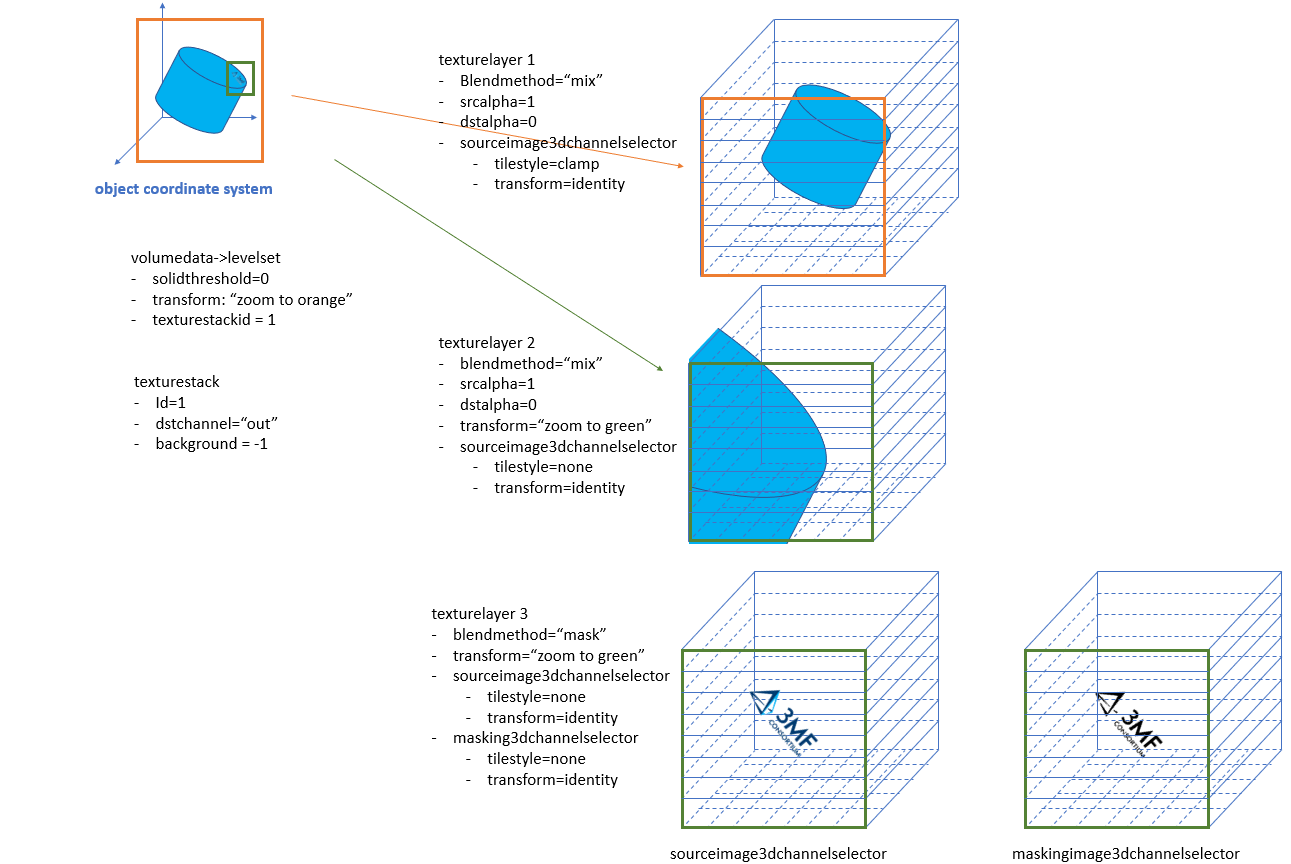 object coordinate system
volumedata->levelset
- solidthreshold=0
- transform: “zoom to orange”
- texturestackid = 1
texturestack
- Id=1
- dstchannel=“out”
- background = -1
texturelayer 1
- Blendmethod=“mix”
- srcalpha=1
- dstalpha=0
- sourceimage3dchannelselector
- tilestyle=clamp
- transform=identity
texturelayer 2
- blendmethod=“mix”
- srcalpha=1
- dstalpha=0
- transform=“zoom to green”
- sourceimage3dchannelselector
- tilestyle=none
- transform=identity
texturelayer 3
- blendmethod=“mask”
- transform=“zoom to green”
- sourceimage3dchannelselector
- tilestyle=none
- transform=identity
- masking3dchannelselector
- tilestyle=none
- transform=identity
3MF
CONSORTIUM
sourceimage3dchannelselector
3MF
CONSORTIUM
maskingimage3dchannelselector